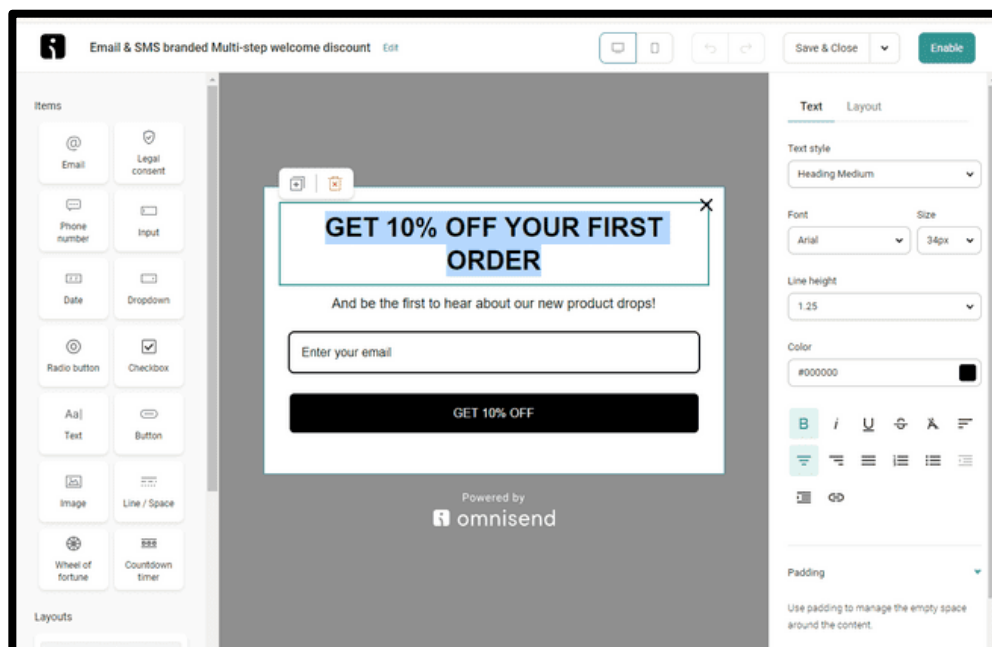 Email & SMS branded Multi-step welcome discount Edit
Save & Close
Enable
Items
Email
Legal
consent
Phone
number
Input
Date
Dropdown
Radio button
Checkbox
Aa|
Text
Button
Image
Line / Space
Wheel of
fortune
Countdown
timer
Layouts
GET 10% OFF YOUR FIRST
ORDER
And be the first to hear about our new product drops!
Enter your email
GET 10% OFF
Powered by
omnisend
Text Layout
Text style
Heading Medium
Font Size
Arial 34px
Line height
1.25
Color
#000000
B i U S A
Padding
Use padding to manage the empty space
around the content.